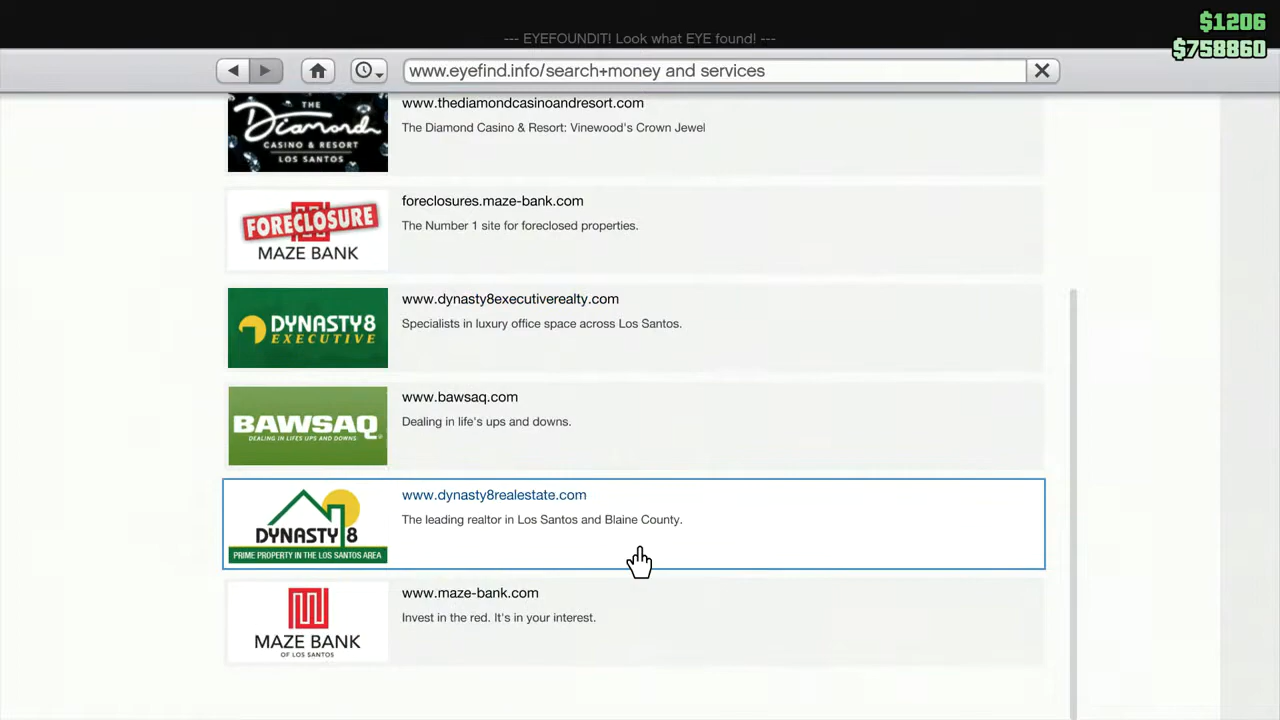 $1206
--- EYEFOUNDIT! Look what EYE found! ---
$758860
www.eyefind.info/search+money and services
THE
Diamond
CASINO & RESORT
LOS SANTOS
www.thediamondcasinoandresort.com
The Diamond Casino & Resort: Vinewood's Crown Jewel
FORECLOSURE
MAZE BANK
foreclosures.maze-bank.com
The Number 1 site for foreclosed properties.
DYNASTY8
EXECUTIVE
www.dynasty8executiverealty.com
Specialists in luxury office space across Los Santos.
BAWSAQ
DEALING IN LIFES UPS AND DOWNS
www.bawsaq.com
Dealing in life's ups and downs.
DYNASTY 8
PRIME PROPERTY IN THE LOS SANTOS AREA
www.dynasty8realestate.com
The leading realtor in Los Santos and Blaine County.
MAZE BANK
OF LOS SANTOS
www.maze-bank.com
Invest in the red. It's in your interest.